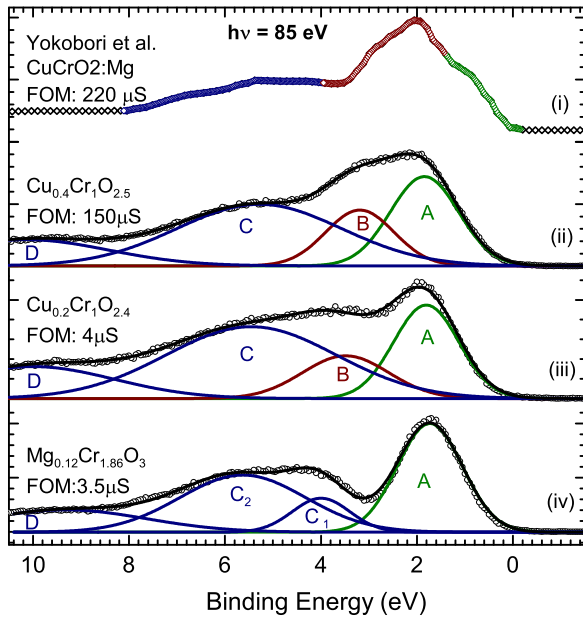 Yokobori et al.
hν = 85 eV
CuCrO2:Mg
FOM: 220 μS
(i)
Cu0.4Cr1O2.5
FOM: 150μS
A
B
C
D
(ii)
Cu0.2Cr1O2.4
FOM: 4μS
A
B
C
D
(iii)
Mg0.12Cr1.86O3
FOM:3.5μS
A
C2
C1
D
(iv)
10 8 6 4 2 0
Binding Energy (eV)